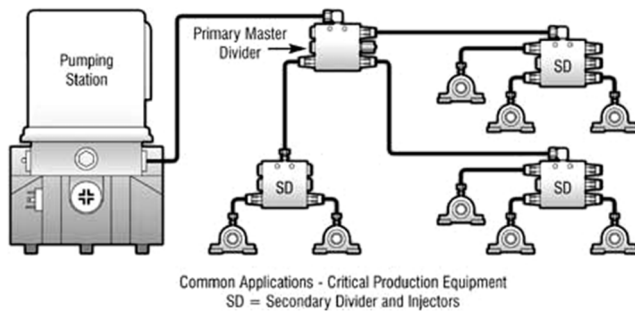 Pumping
Station
Primary Master
Divider
SD
SD
SD
Common Applications - Critical Production Equipment
SD = Secondary Divider and Injectors